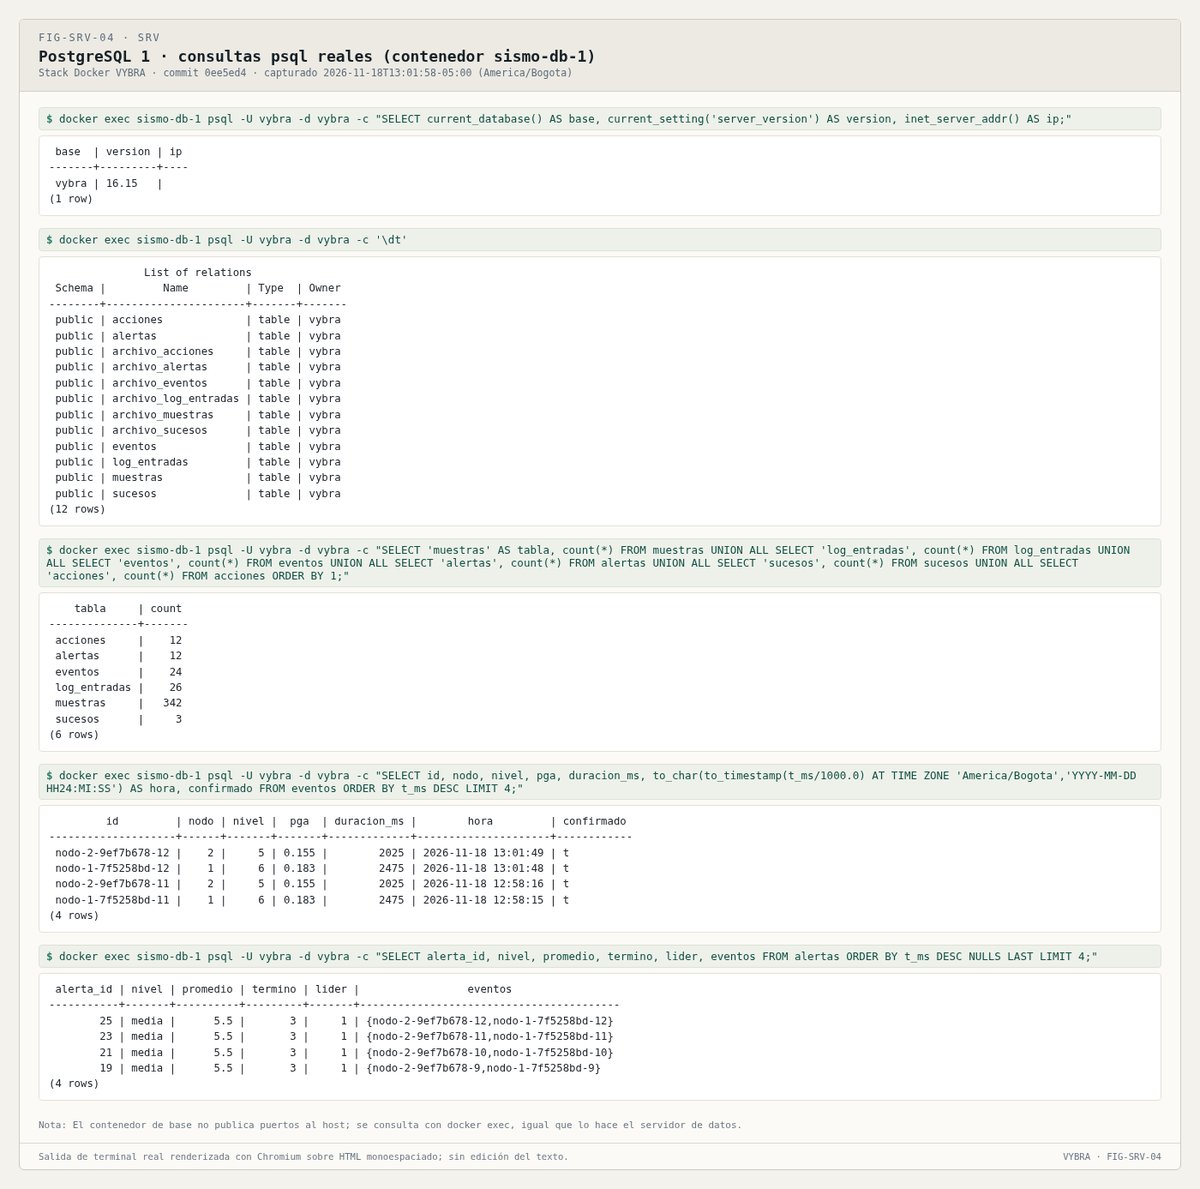 FIG-SRV-04 · SRV
PostgreSQL 1 · consultas psql reales (contenedor sismo-db-1)
Stack Docker VYBRA · commit 0ee5ed4 · capturado 2026-11-18T13:01:58-05:00 (America/Bogota)
$ docker exec sismo-db-1 psql -U vybra -d vybra -c "SELECT current_database() AS base, current_setting('server_version') AS version, inet_server_addr() AS ip;"
 base  | version | ip
-------+---------+----
 vybra | 16.15   |
(1 row)
$ docker exec sismo-db-1 psql -U vybra -d vybra -c '\dt'
               List of relations
 Schema |         Name         | Type  | Owner
--------+----------------------+-------+-------
 public | acciones             | table | vybra
 public | alertas              | table | vybra
 public | archivo_acciones     | table | vybra
 public | archivo_alertas      | table | vybra
 public | archivo_eventos      | table | vybra
 public | archivo_log_entradas | table | vybra
 public | archivo_muestras     | table | vybra
 public | archivo_sucesos      | table | vybra
 public | eventos              | table | vybra
 public | log_entradas         | table | vybra
 public | muestras             | table | vybra
 public | sucesos              | table | vybra
(12 rows)
$ docker exec sismo-db-1 psql -U vybra -d vybra -c "SELECT 'muestras' AS tabla, count(*) FROM muestras UNION ALL SELECT 'log_entradas', count(*) FROM log_entradas UNION
ALL SELECT 'eventos', count(*) FROM eventos UNION ALL SELECT 'alertas', count(*) FROM alertas UNION ALL SELECT 'sucesos', count(*) FROM sucesos UNION ALL SELECT
'acciones', count(*) FROM acciones ORDER BY 1;"
    tabla     | count
--------------+-------
 acciones     |    12
 alertas      |    12
 eventos      |    24
 log_entradas |    26
 muestras     |   342
 sucesos      |     3
(6 rows)
$ docker exec sismo-db-1 psql -U vybra -d vybra -c "SELECT id, nodo, nivel, pga, duracion_ms, to_char(to_timestamp(t_ms/1000.0) AT TIME ZONE 'America/Bogota','YYYY-MM-DD
HH24:MI:SS') AS hora, confirmado FROM eventos ORDER BY t_ms DESC LIMIT 4;"
         id         | nodo | nivel |  pga  | duracion_ms |        hora         | confirmado
--------------------+------+-------+-------+-------------+---------------------+------------
 nodo-2-9ef7b678-12 |    2 |     5 | 0.155 |        2025 | 2026-11-18 13:01:49 | t
 nodo-1-7f5258bd-12 |    1 |     6 | 0.183 |        2475 | 2026-11-18 13:01:48 | t
 nodo-2-9ef7b678-11 |    2 |     5 | 0.155 |        2025 | 2026-11-18 12:58:16 | t
 nodo-1-7f5258bd-11 |    1 |     6 | 0.183 |        2475 | 2026-11-18 12:58:15 | t
(4 rows)
$ docker exec sismo-db-1 psql -U vybra -d vybra -c "SELECT alerta_id, nivel, promedio, termino, lider, eventos FROM alertas ORDER BY t_ms DESC NULLS LAST LIMIT 4;"
 alerta_id | nivel | promedio | termino | lider |                 eventos
-----------+-------+----------+---------+-------+-----------------------------------------
        25 | media |      5.5 |       3 |     1 | {nodo-2-9ef7b678-12,nodo-1-7f5258bd-12}
        23 | media |      5.5 |       3 |     1 | {nodo-2-9ef7b678-11,nodo-1-7f5258bd-11}
        21 | media |      5.5 |       3 |     1 | {nodo-2-9ef7b678-10,nodo-1-7f5258bd-10}
        19 | media |      5.5 |       3 |     1 | {nodo-2-9ef7b678-9,nodo-1-7f5258bd-9}
(4 rows)
Nota: El contenedor de base no publica puertos al host; se consulta con docker exec, igual que lo hace el servidor de datos.
Salida de terminal real renderizada con Chromium sobre HTML monoespaciado; sin edición del texto.
VYBRA · FIG-SRV-04